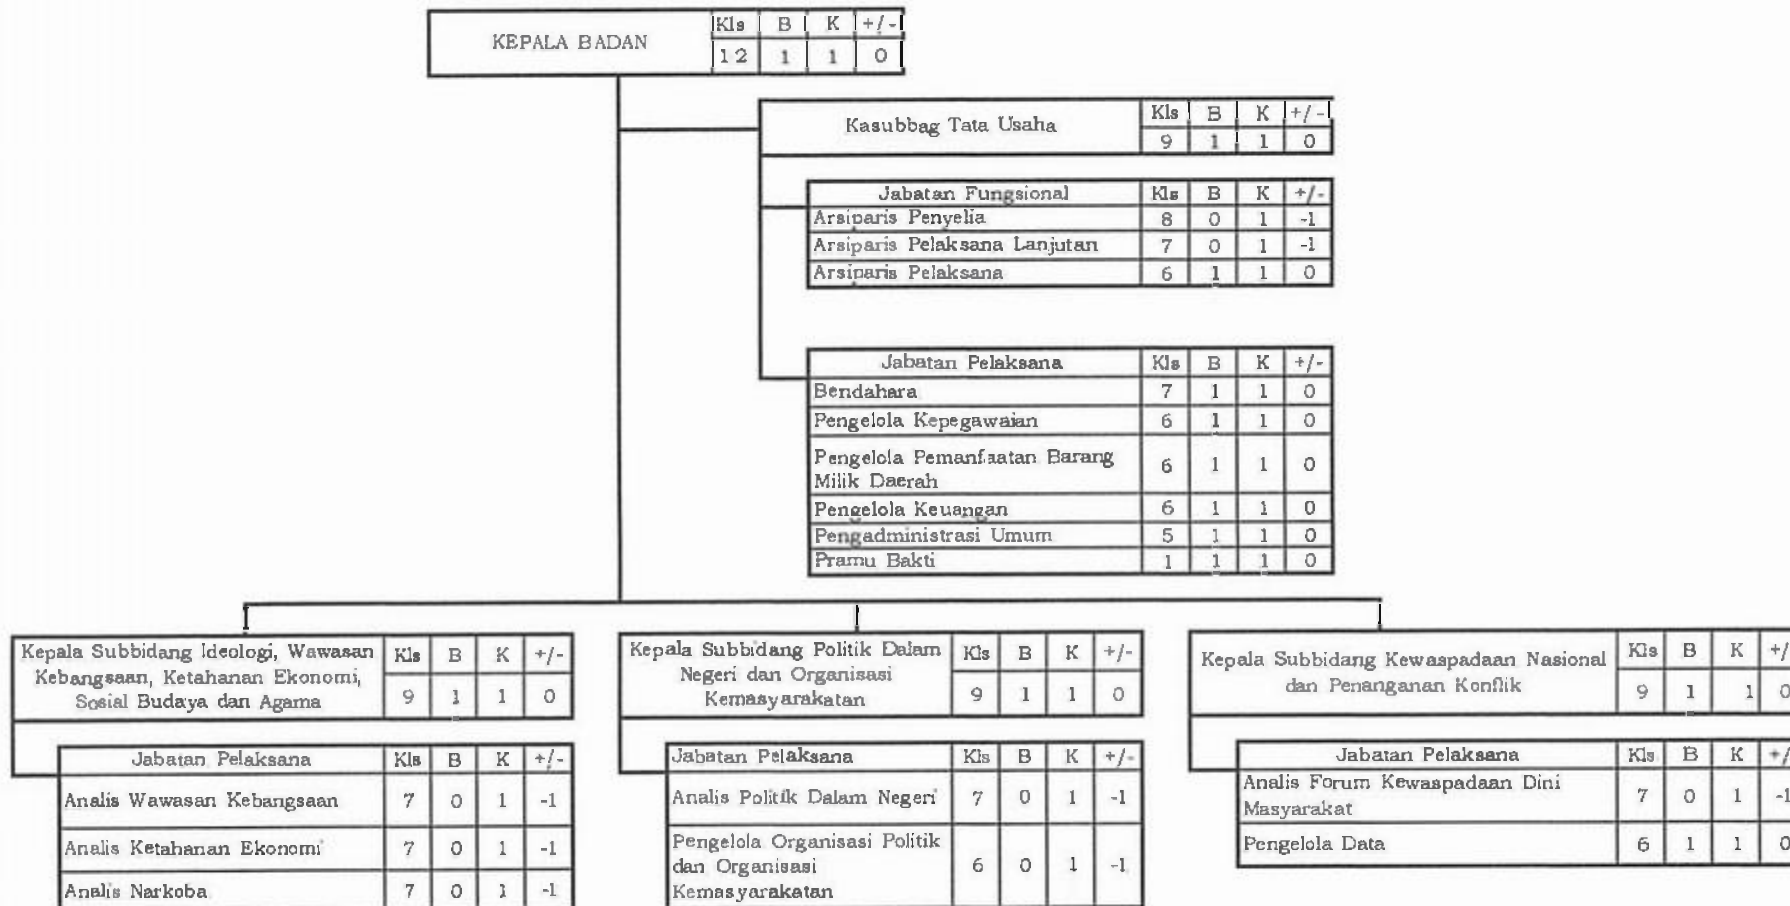 KEPALA BADAN Kls B K +/-
12 1 1 0
Kasubbag Tata Usaha Kls B K +/-
9 1 1 0
Jabatan Fungsional Kls B K +/-
Arsiparis Penyelia 8 0 1 -1
Arsiparis Pelaksana Lanjutan 7 0 1 -1
Arsiparis Pelaksana 6 1 1 0
Jabatan Pelaksana Kls B K +/-
Bendahara 7 1 1 0
Pengelola Kepegawaian 6 1 1 0
Pengelola Pemanfaatan Barang
Milik Daerah 6 1 1 0
Pengelola Keuangan 6 1 1 0
Pengadministrasi Umum 5 1 1 0
Pramu Bakti 1 1 1 0
Kepala Subbidang Ideologi, Wawasan
Kebangsaan, Ketahanan Ekonomi,
Sosial Budaya dan Agama
Kls B K +/-
9 1 1 0
Jabatan Pelaksana Kls B K +/-
Analis Wawasan Kebangsaan 7 0 1 -1
Analis Ketahanan Ekonomi 7 0 1 -1
Analis Narkoba 7 0 1 -1
Kepala Subbidang Politik Dalam
Negeri dan Organisasi
Kemasyarakatan
Kls B K +/-
9 1 1 0
Jabatan Pelaksana Kls B K +/-
Analis Politik Dalam Negeri 7 0 1 -1
Pengelola Organisasi Politik
dan Organisasi
Kemasyarakatan
6 0 1 -1
Kepala Subbidang Kewaspadaan Nasional
dan Penanganan Konflik
Kls B K +/
9 1 1 0
Jabatan Pelaksana Kls B K +/
Analis Forum Kewaspadaan Dini
Masyarakat
7 0 1 -1
Pengelola Data 6 1 1 0